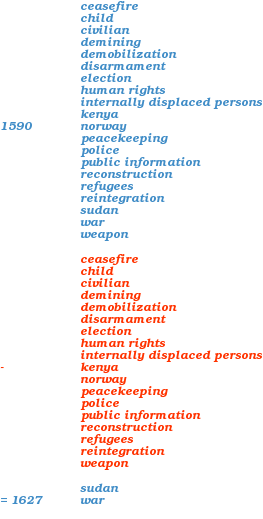 ceasefire
child
civilian
demining
demobilization
disarmament
election
human rights
internally displaced persons
kenya
1590 norway
peacekeeping
police
public information
reconstruction
refugees
reintegration
sudan
war
weapon
ceasefire
child
civilian
demining
demobilization
disarmament
election
human rights
internally displaced persons
- kenya
norway
peacekeeping
police
public information
reconstruction
refugees
reintegration
weapon
sudan
= 1627 war